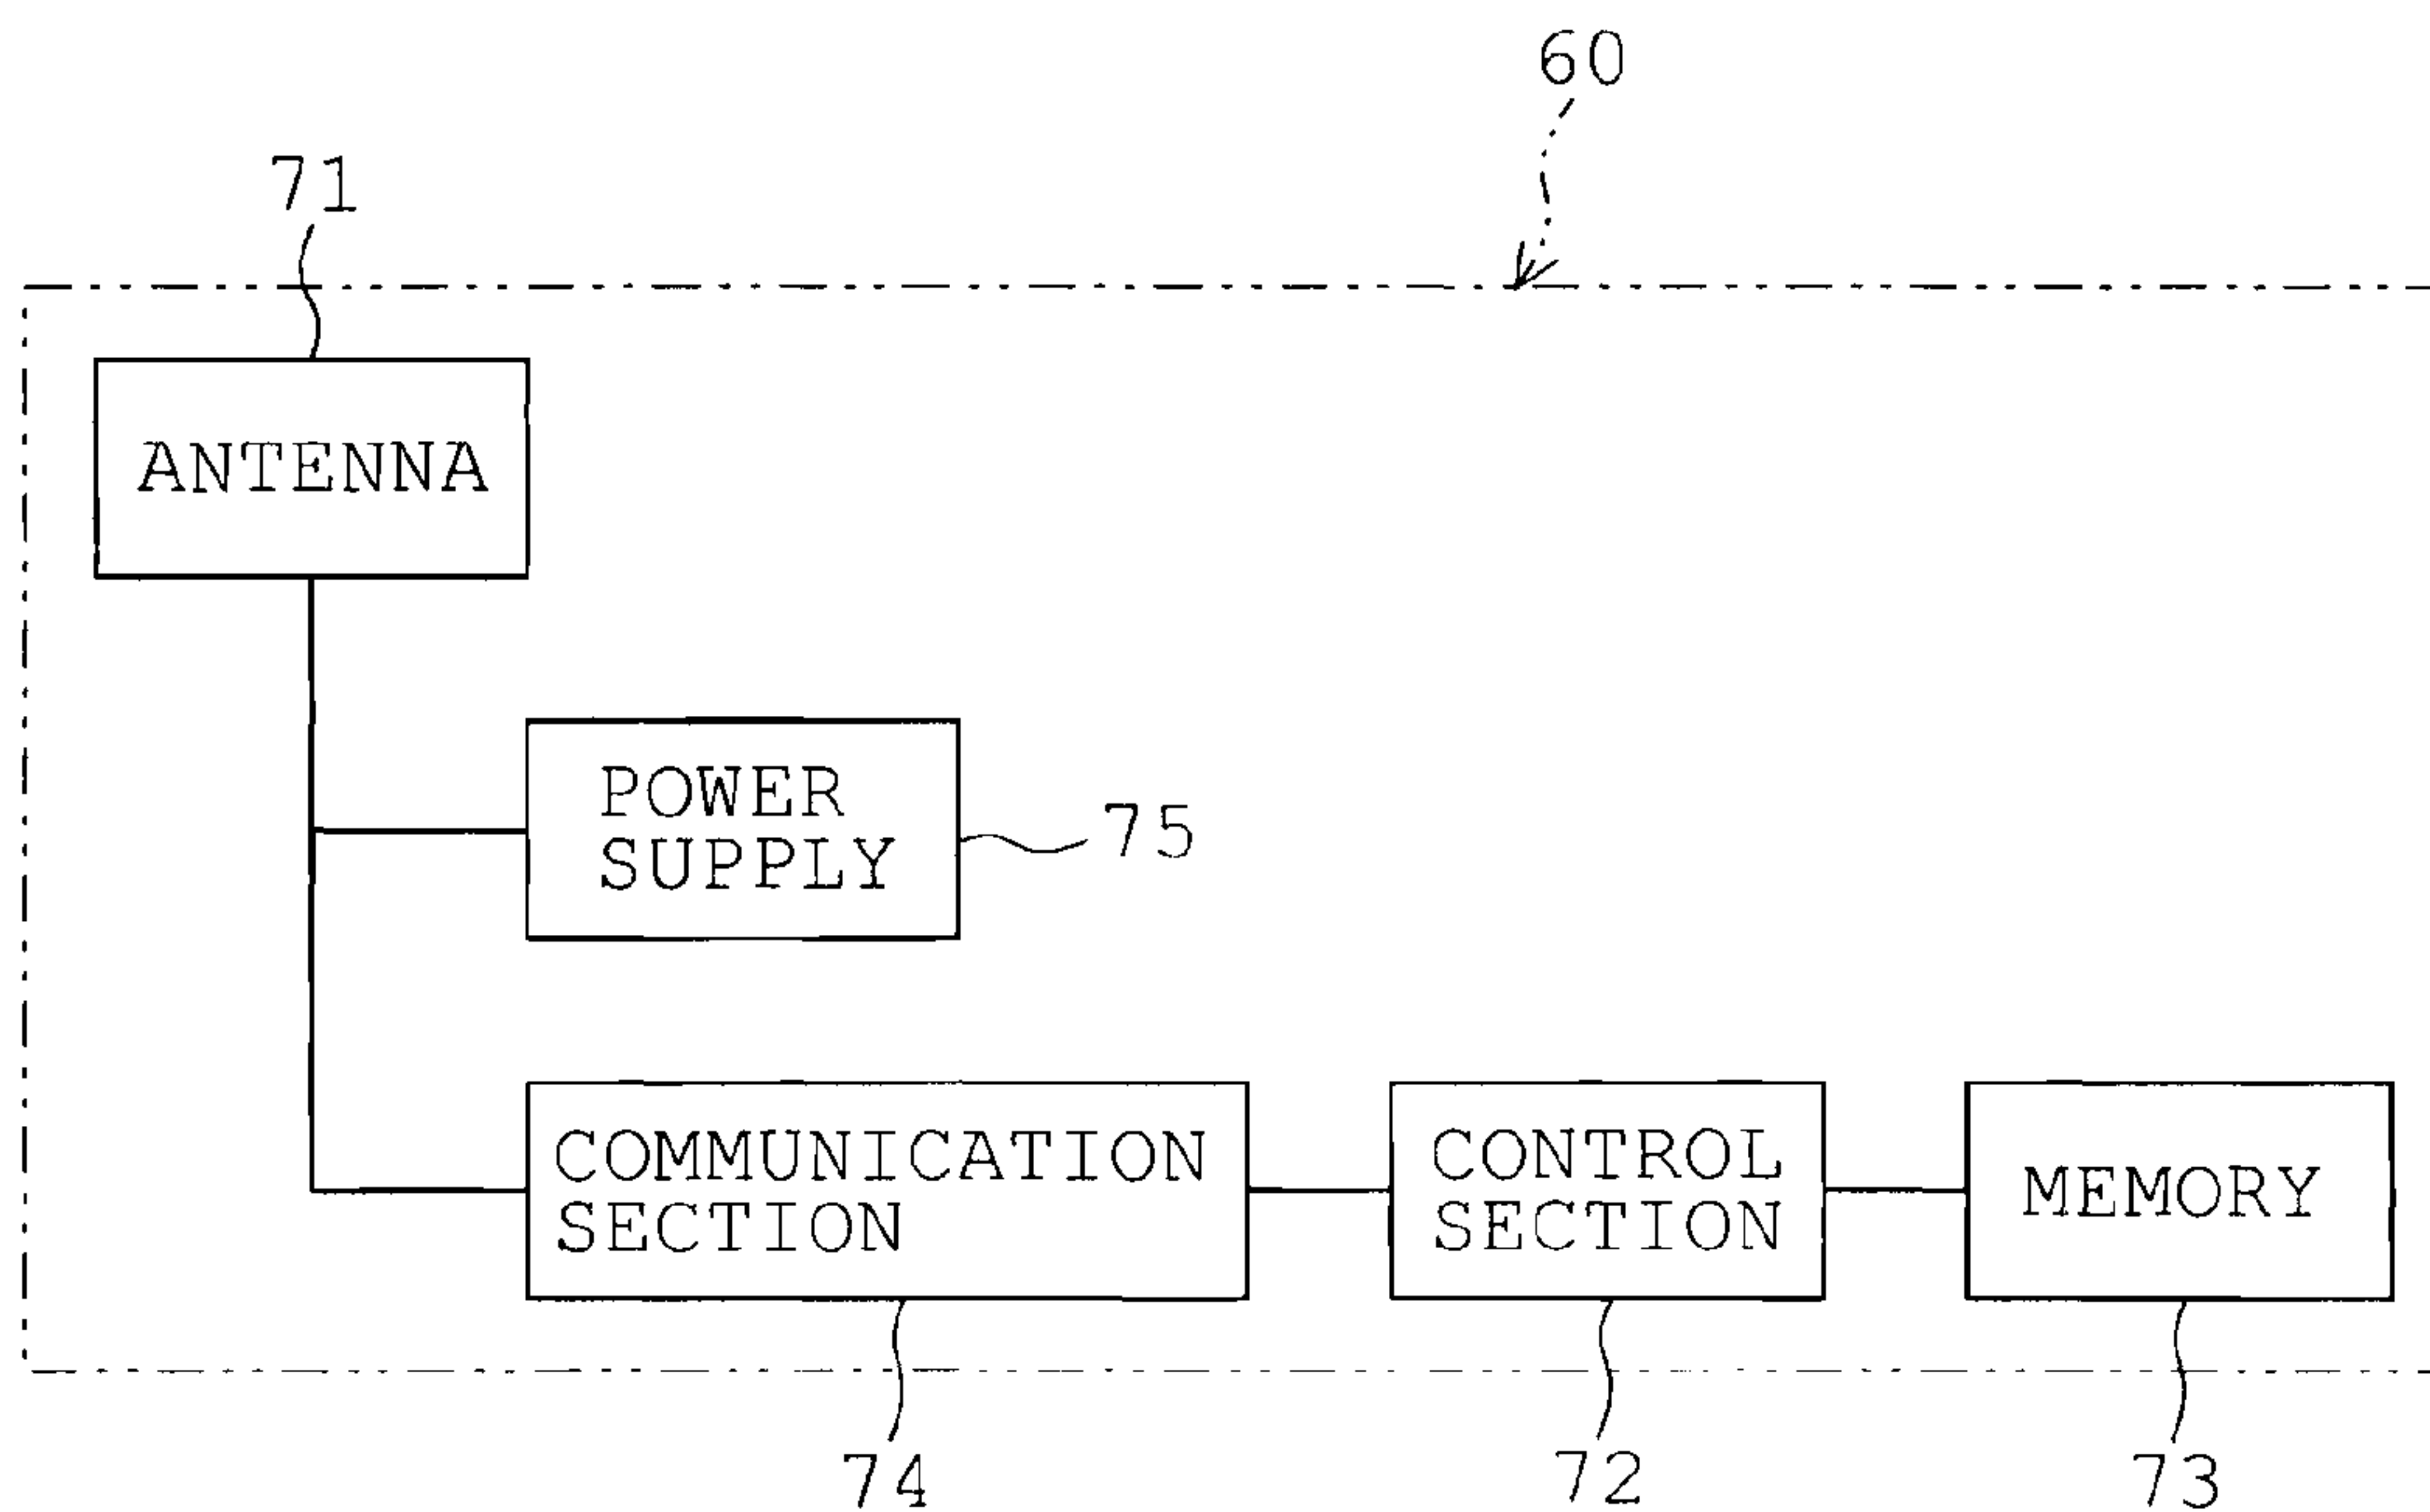 60
71
ANTENNA
POWER
SUPPLY
75
COMMUNICATION
SECTION
CONTROL
SECTION
MEMORY
74
72
73